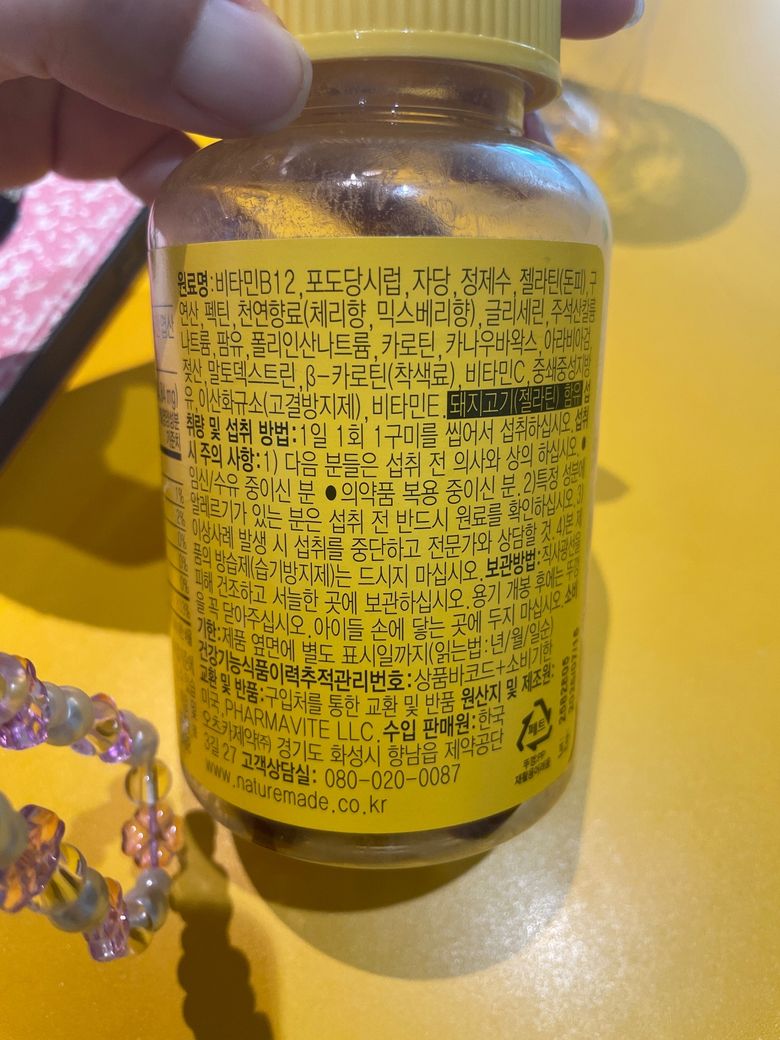 원료명:비타민B12, 포도당시럽, 자당, 정제수, 젤라틴(돈피), 구
연산, 펙틴, 천연향료(체리향, 믹스베리향), 글리세린, 주석산칼륨
나트륨, 팜유, 폴리인산나트륨, 카로틴, 카나우바왁스, 아라비아검,
젖산, 말토덱스트린, β-카로틴(착색료), 비타민C, 중쇄중성지방
유, 이산화규소(고결방지제), 비타민E. 돼지고기(젤라틴) 함유 섭
취량 및 섭취 방법:1일 1회 1구미를 씹어서 섭취하십시오. 섭취
시 주의 사항:1) 다음 분들은 섭취 전 의사와 상의 하십시오. ●
임신/수유 중이신 분 ●의약품 복용 중이신 분. 2)특정 성분에
알레르기가 있는 분은 섭취 전 반드시 원료를 확인하십시오. 3)
이상사례 발생 시 섭취를 중단하고 전문가와 상담할 것. 4)본 제
품의 방습제(습기방지제)는 드시지 마십시오. 보관방법:직사광선을
피해 건조하고 서늘한 곳에 보관하십시오. 용기 개봉 후에는 뚜껑
을 꼭 닫아주십시오. 아이들 손에 닿는 곳에 두지 마십시오. 소비
기한:제품 옆면에 별도 표시일까지(읽는법:년/월/일순)
건강기능식품이력추적관리번호:상품바코드+소비기한
교환 및 반품:구입처를 통한 교환 및 반품 원산지 및 제조원:
미국, PHARMAVITE LLC. 수입 판매원:한국
오츠카제약㈜ 경기도 화성시 향남읍 제약공단
3길 27 고객상담실: 080-020-0087
www.naturemade.co.kr
페트
mg)
1%
2%
0%
0%
0%